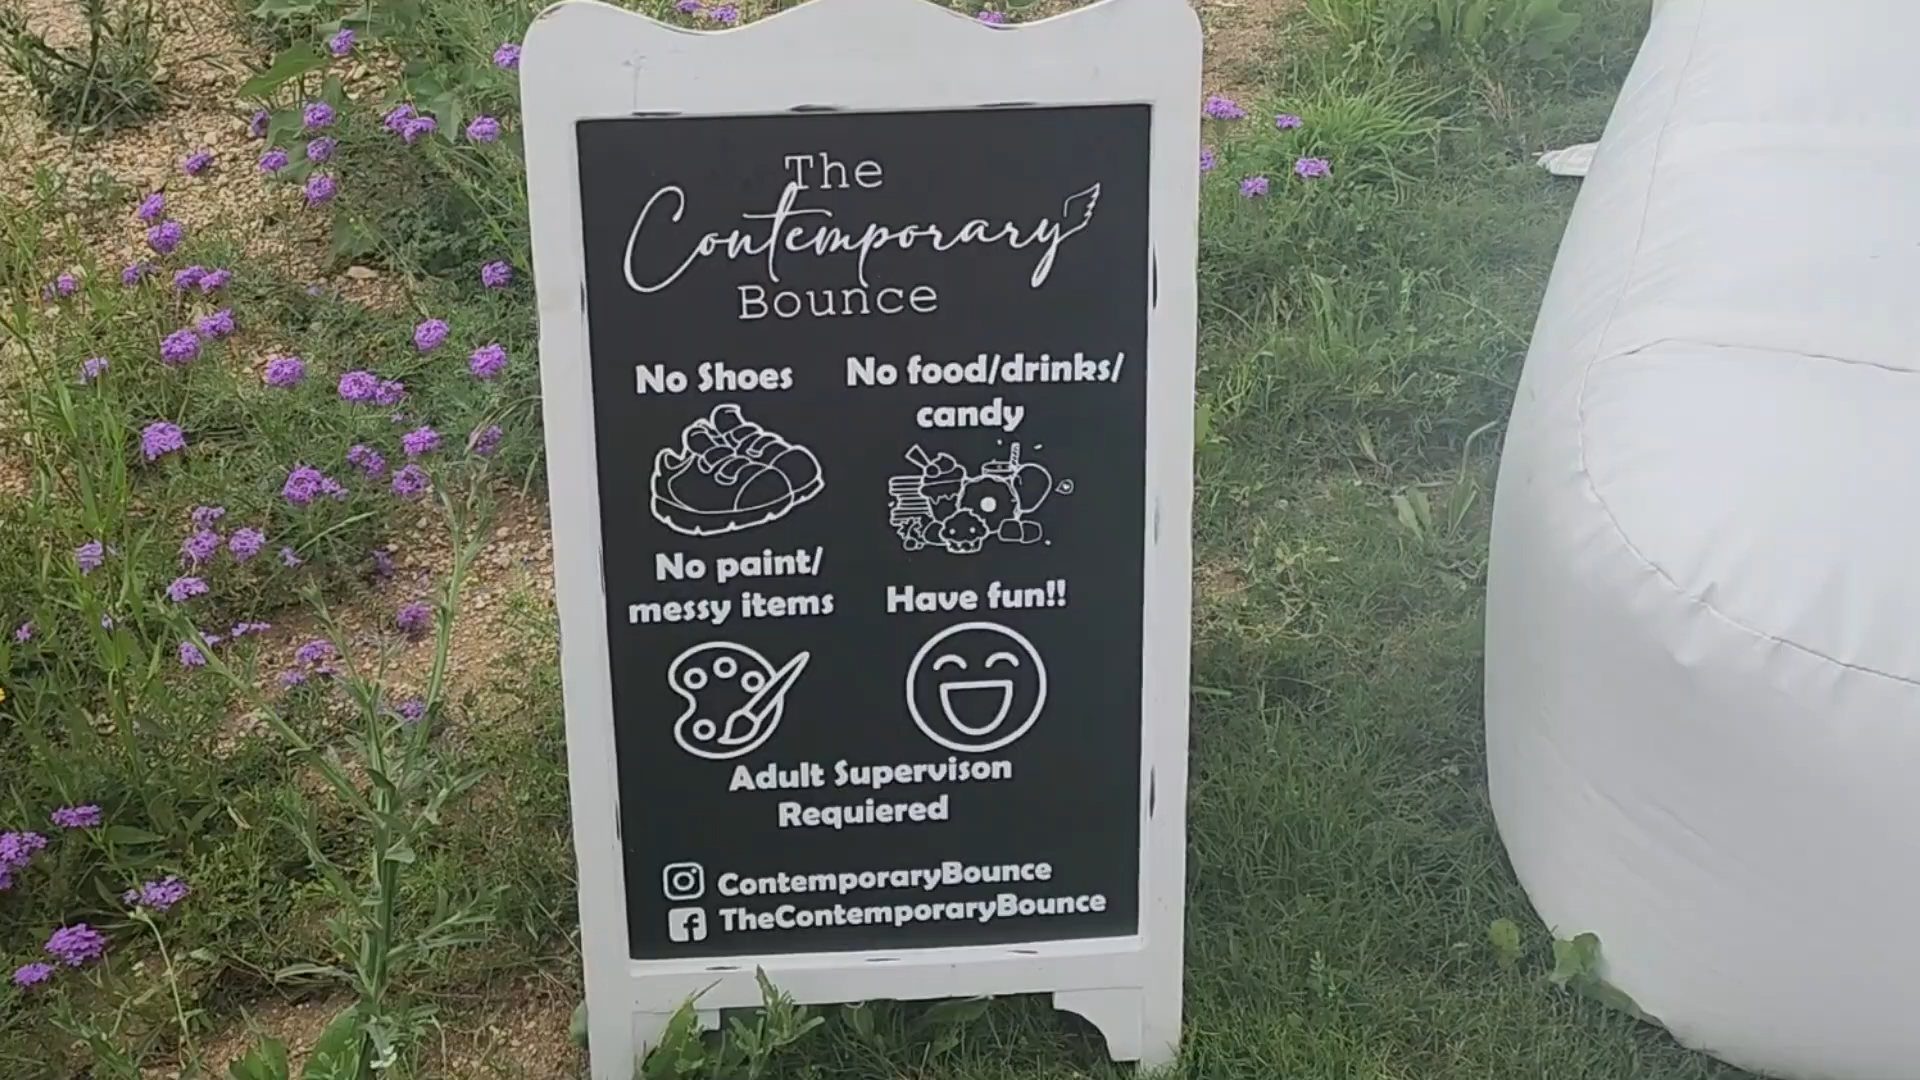 The
Contemporary
Bounce
No Shoes
No food/drinks/
candy
No paint/
messy items
Have fun!!
Adult Supervison
Requiered
ContemporaryBounce
TheContemporaryBounce